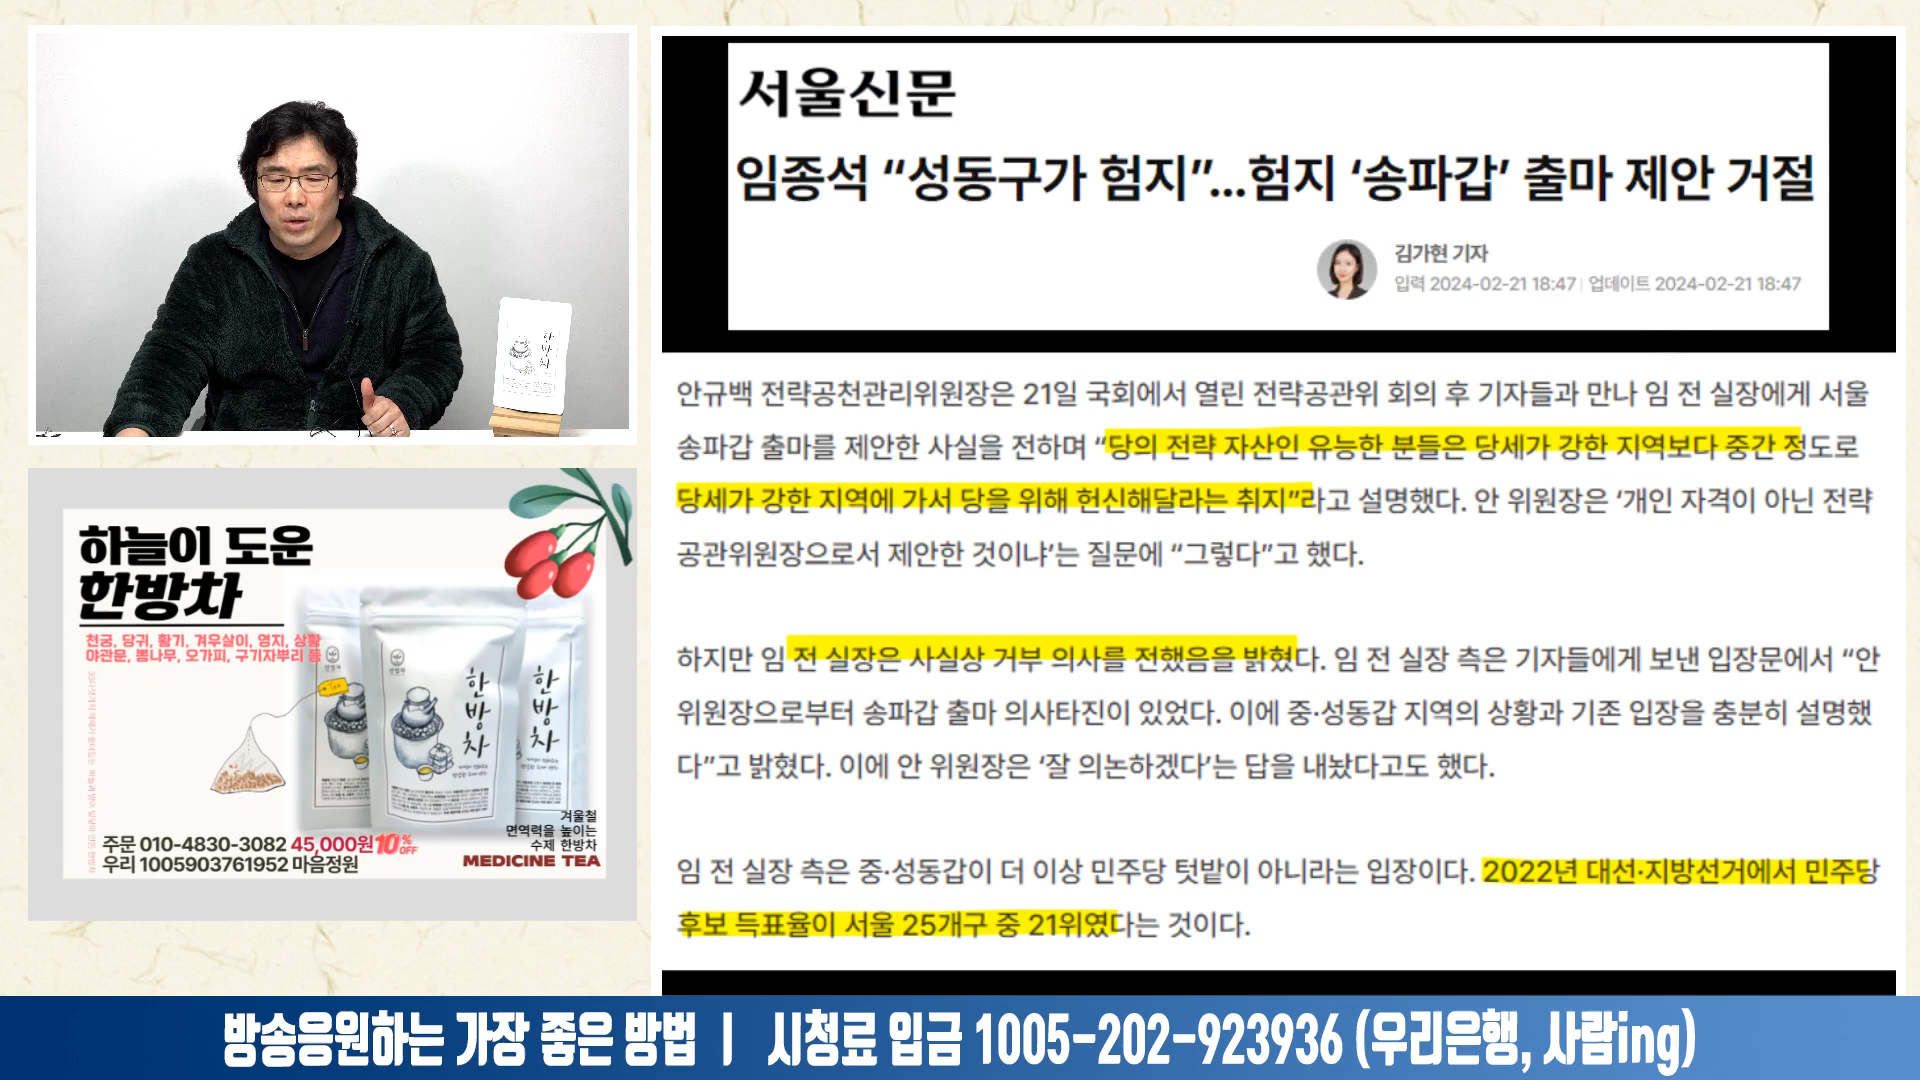 서울신문
임종석 “성동구가 험지”...험지 ‘송파갑’ 출마 제안 거절
김가현 기자
입력 2024-02-21 18:47 | 업데이트 2024-02-21 18:47
안규백 전략공천관리위원장은 21일 국회에서 열린 전략공관위 회의 후 기자들과 만나 임 전 실장에게 서울
송파갑 출마를 제안한 사실을 전하며 “당의 전략 자산인 유능한 분들은 당세가 강한 지역보다 중간 정도로
당세가 강한 지역에 가서 당을 위해 헌신해달라는 취지”라고 설명했다. 안 위원장은 ‘개인 자격이 아닌 전략
공관위원장으로서 제안한 것이냐’는 질문에 “그렇다”고 했다.
하지만 임 전 실장은 사실상 거부 의사를 전했음을 밝혔다. 임 전 실장 측은 기자들에게 보낸 입장문에서 “안
위원장으로부터 송파갑 출마 의사타진이 있었다. 이에 중·성동갑 지역의 상황과 기존 입장을 충분히 설명했
다”고 밝혔다. 이에 안 위원장은 ‘잘 의논하겠다’는 답을 내놨다고도 했다.
임 전 실장 측은 중·성동갑이 더 이상 민주당 텃밭이 아니라는 입장이다. 2022년 대선·지방선거에서 민주당
후보 득표율이 서울 25개구 중 21위였다는 것이다.
한방차
하늘이 도운
한방차
천궁, 당귀, 황기, 겨우살이, 영지, 상황
야관문, 뽕나무, 오가피, 구기자뿌리 등
한방차
한방차
주문 010-4830-3082 45,000원 10% OFF
우리 1005903761952 마음정원
겨울철
면역력을 높이는
수제 한방차
MEDICINE TEA
방송응원하는 가장 좋은 방법 | 시청료 입금 1005-202-923936 (우리은행, 사람ing)